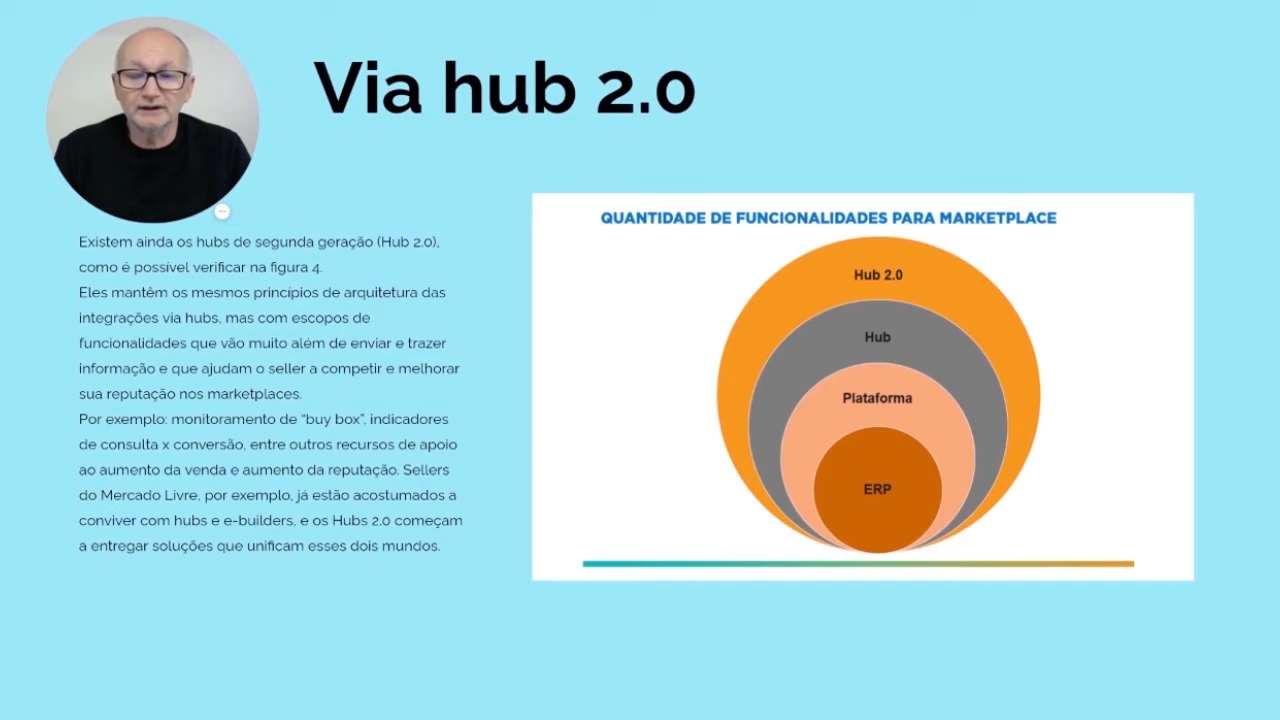 Via hub 2.0
Existem ainda os hubs de segunda geração (Hub 2.0),
como é possível verificar na figura 4.
Eles mantêm os mesmos princípios de arquitetura das
integrações via hubs, mas com escopos de
funcionalidades que vão muito além de enviar e trazer
informação e que ajudam o seller a competir e melhorar
sua reputação nos marketplaces.
Por exemplo: monitoramento de “buy box”, indicadores
de consulta x conversão, entre outros recursos de apoio
ao aumento da venda e aumento da reputação. Sellers
do Mercado Livre, por exemplo, já estão acostumados a
conviver com hubs e e-builders, e os Hubs 2.0 começam
a entregar soluções que unificam esses dois mundos.
QUANTIDADE DE FUNCIONALIDADES PARA MARKETPLACE
Hub 2.0
Hub
Plataforma
ERP